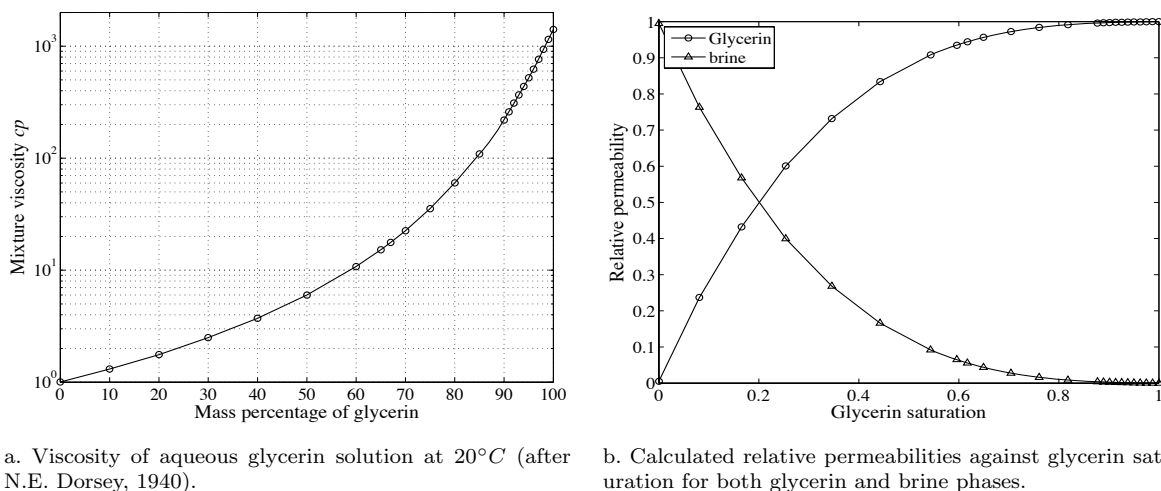 10^3
10^2
10^1
10^0
Mixture viscosity cp
0 10 20 30 40 50 60 70 80 90 100
Mass percentage of glycerin
1
0.9
0.8
0.7
0.6
0.5
0.4
0.3
0.2
0.1
0
Relative permeability
Glycerin
brine
0 0.2 0.4 0.6 0.8 1
Glycerin saturation
a. Viscosity of aqueous glycerin solution at 20°C (after
N.E. Dorsey, 1940).
b. Calculated relative permeabilities against glycerin sat
uration for both glycerin and brine phases.